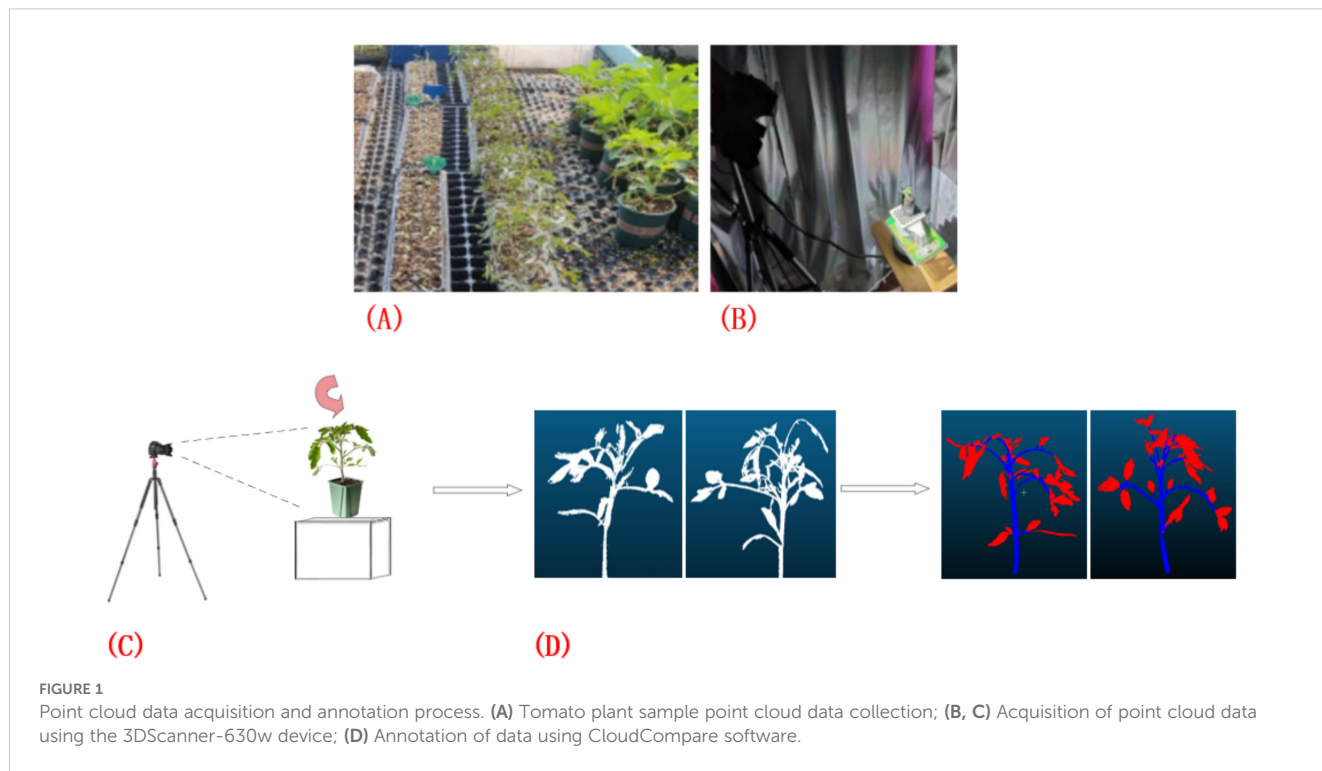 (A)
(B)
(C)
(D)
FIGURE 1
Point cloud data acquisition and annotation process. (A) Tomato plant sample point cloud data collection; (B, C) Acquisition of point cloud data
using the 3DScanner-630w device; (D) Annotation of data using CloudCompare software.